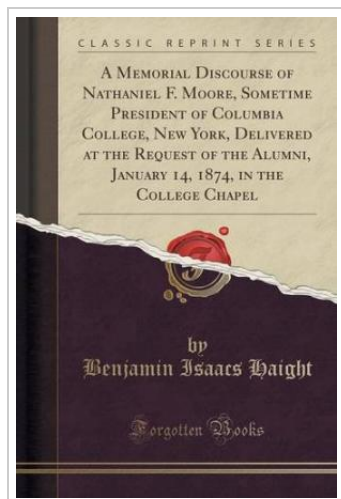 CLASSIC REPRINT SERIES
A MEMORIAL DISCOURSE OF
NATHANIEL F. MOORE, SOMETIME
PRESIDENT OF COLUMBIA
COLLEGE, NEW YORK, DELIVERED
AT THE REQUEST OF THE ALUMNI,
JANUARY 14, 1874, IN THE
COLLEGE CHAPEL
by
Benjamin Isaacs Haight
Forgotten Books